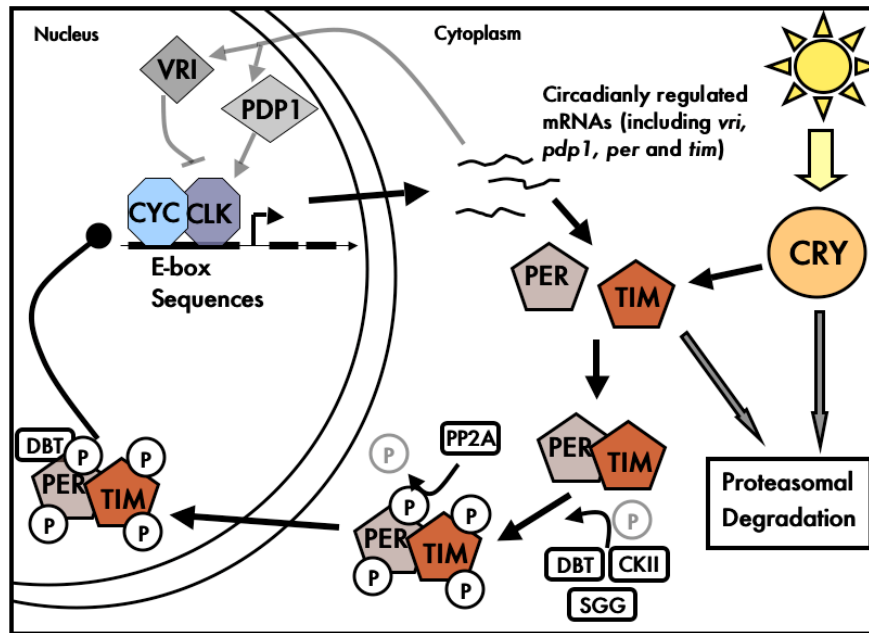 Nucleus
Cytoplasm
VRI
PDP1
Circadianly regulated
mRNAs (including vri,
pdp1, per and tim)
CYC
CLK
E-box
Sequences
CRY
PER
TIM
PER
TIM
Proteasomal
Degradation
PP2A
P
P
P
PER
TIM
P
P
P
DBT
CKII
SGG
DBT
P
P
PER
TIM
P
P